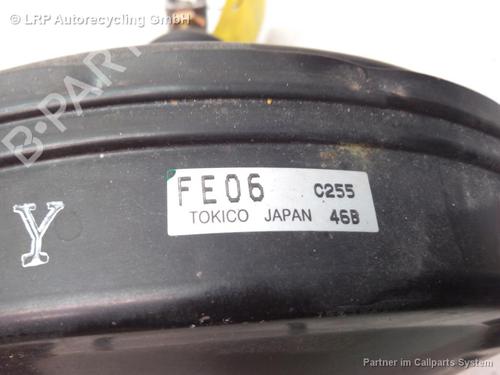 © LRP Autorecycling GmbH
B-PARTS
FE06 C255
TOKICO JAPAN 46B
Y
Partner im Callparts System